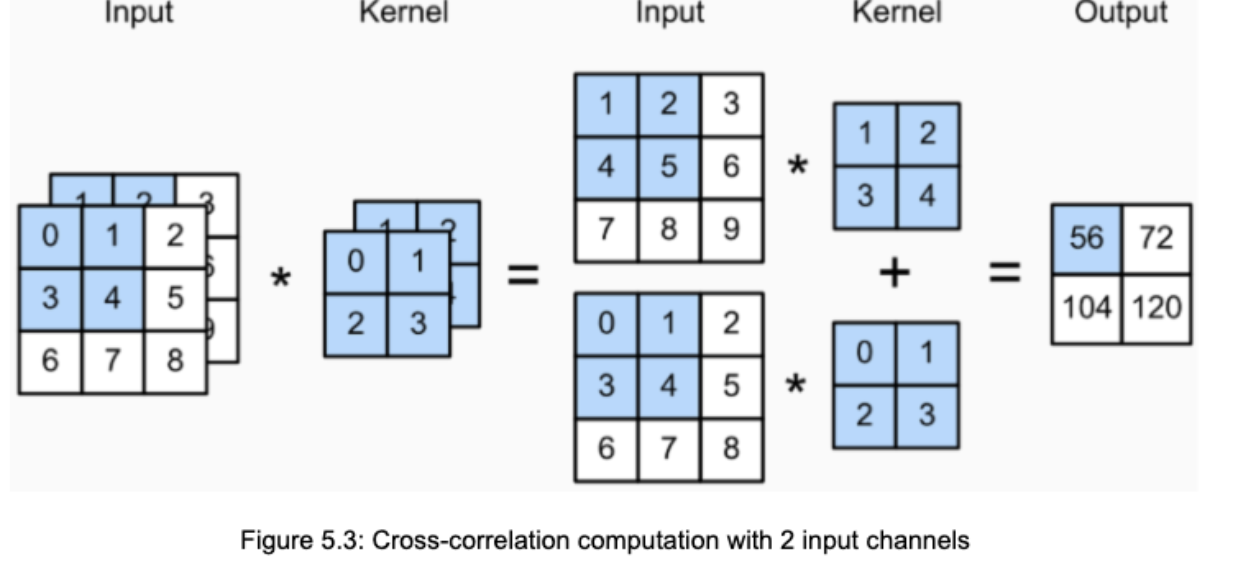 Input Kernel Input Kernel Output
1 2 3
4 5 6
7 8 9
*
1 2
3 4
1 2 3
0 1 2
3 4 5
6 7 8
*
1 2
0 1
2 3
=
+
=
56 72
104 120
0 1 2
3 4 5
6 7 8
*
0 1
2 3
Figure 5.3: Cross-correlation computation with 2 input channels